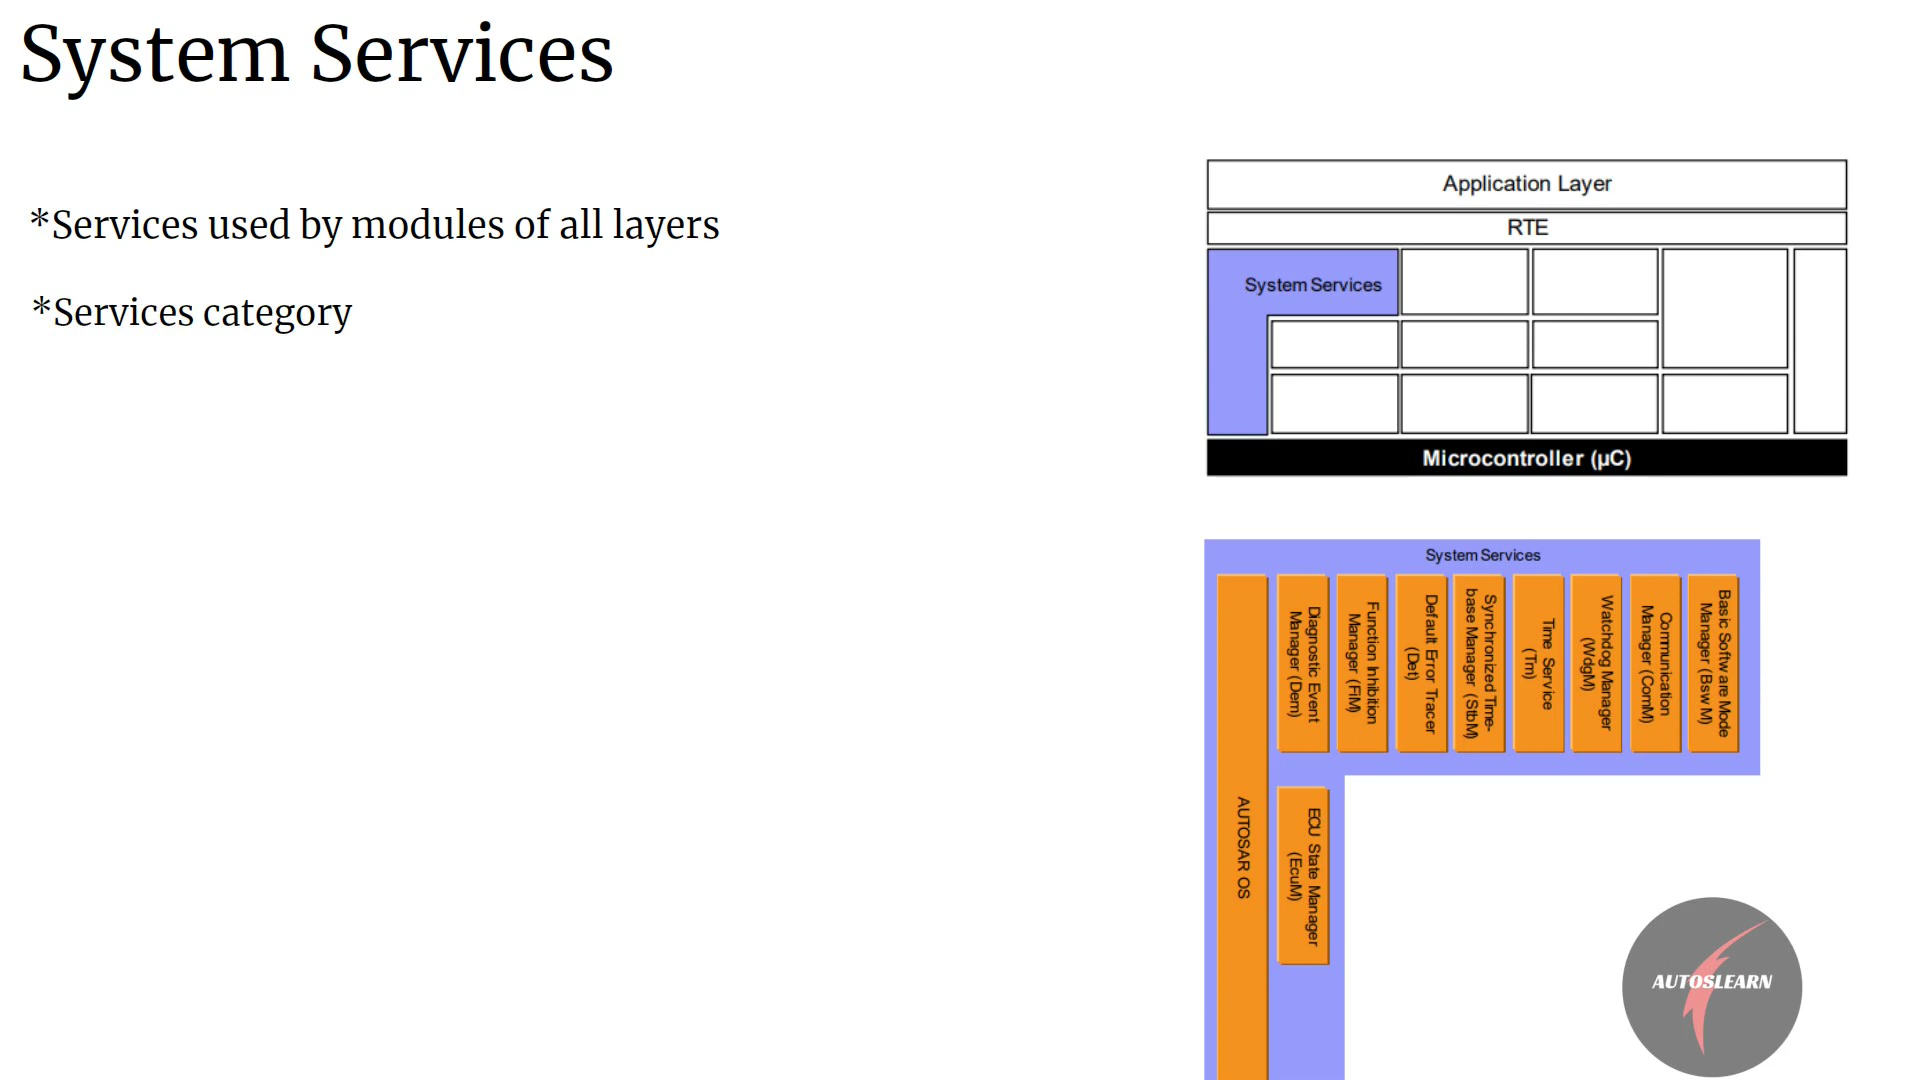 System Services
*Services used by modules of all layers
*Services category
Application Layer
RTE
System Services
Microcontroller (µC)
System Services
AUTOSAR OS
Diagnostic Event
Manager (Dem)
Function Inhibition
Manager (FiM)
Default Error Tracer
(Det)
Synchronized Time-
base Manager (StbM)
Time Service
(Tm)
Watchdog Manager
(WdgM)
Communication
Manager (ComM)
Basic Software Mode
Manager (BswM)
ECU State Manager
(EcuM)
AUTOSLEARN